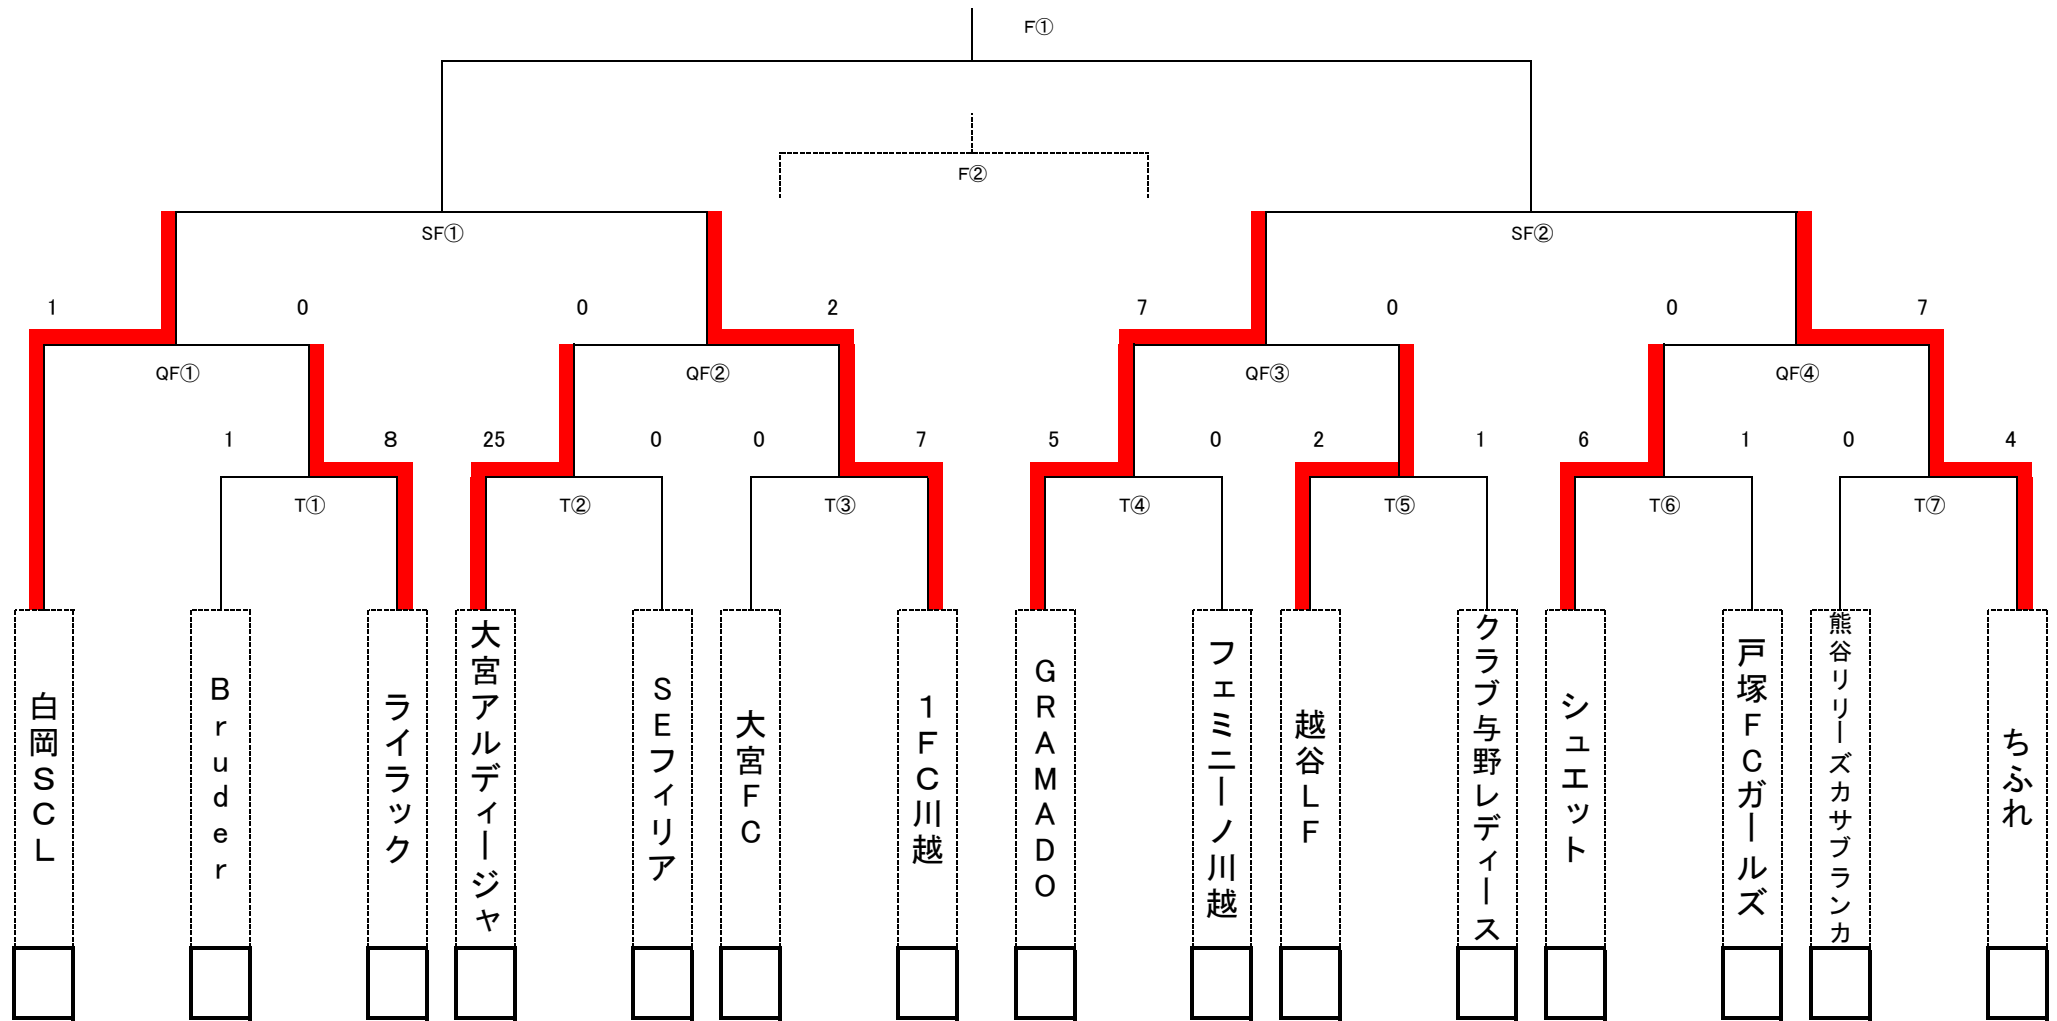 F①
F②
SF①
SF②
1
0
0
2
7
0
0
7
QF①
QF②
QF③
QF④
1
8
25
0
0
7
5
0
2
1
6
1
0
4
T①
T②
T③
T④
T⑤
T⑥
T⑦
白岡SCL
Bruder
ライラック
大宮アルディージャ
SEフィリア
大宮FC
1FC川越
GRAMADO
フェミニーノ川越
越谷LF
クラブ与野レディース
シュエット
戸塚FCガールズ
熊谷リリーズカサブランカ
ちふれ